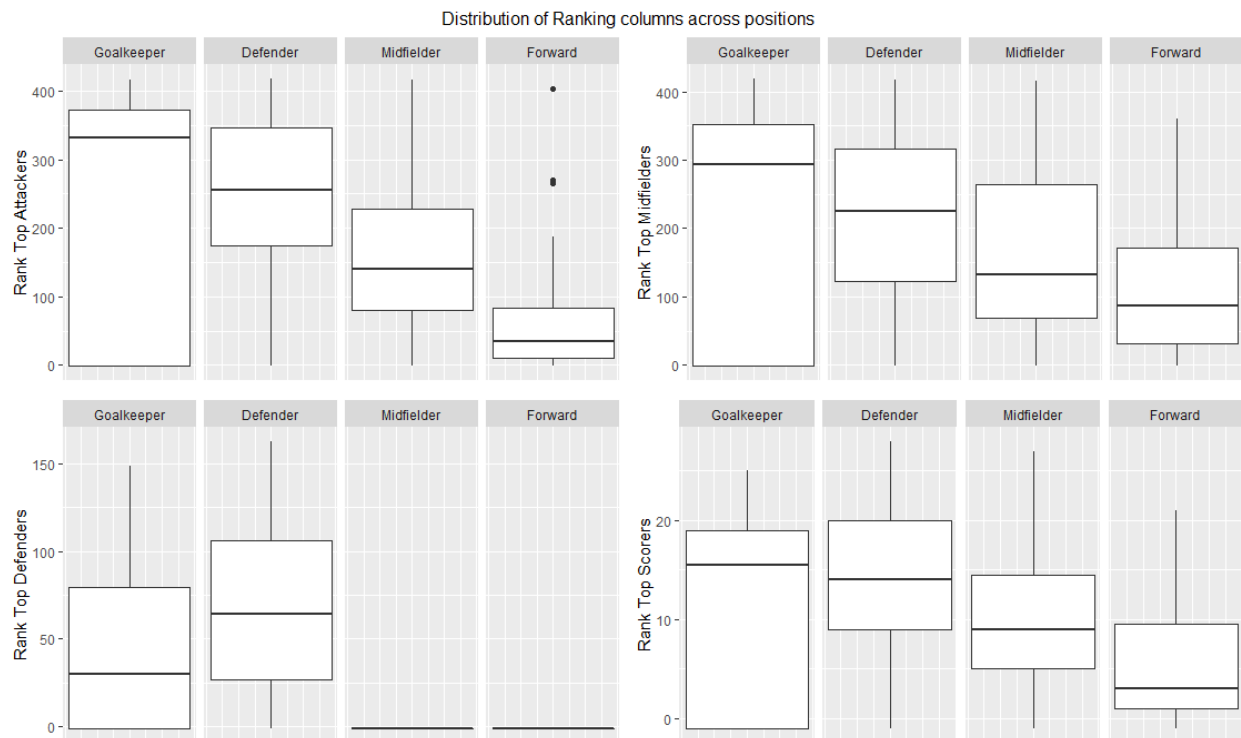 Distribution of Ranking columns across positions
Goalkeeper Defender Midfielder Forward
Rank Top Attackers
400
300
200
100
0
Goalkeeper Defender Midfielder Forward
Rank Top Midfielders
400
300
200
100
0
Goalkeeper Defender Midfielder Forward
Rank Top Defenders
150
100
50
0
Goalkeeper Defender Midfielder Forward
Rank Top Scorers
20
10
0